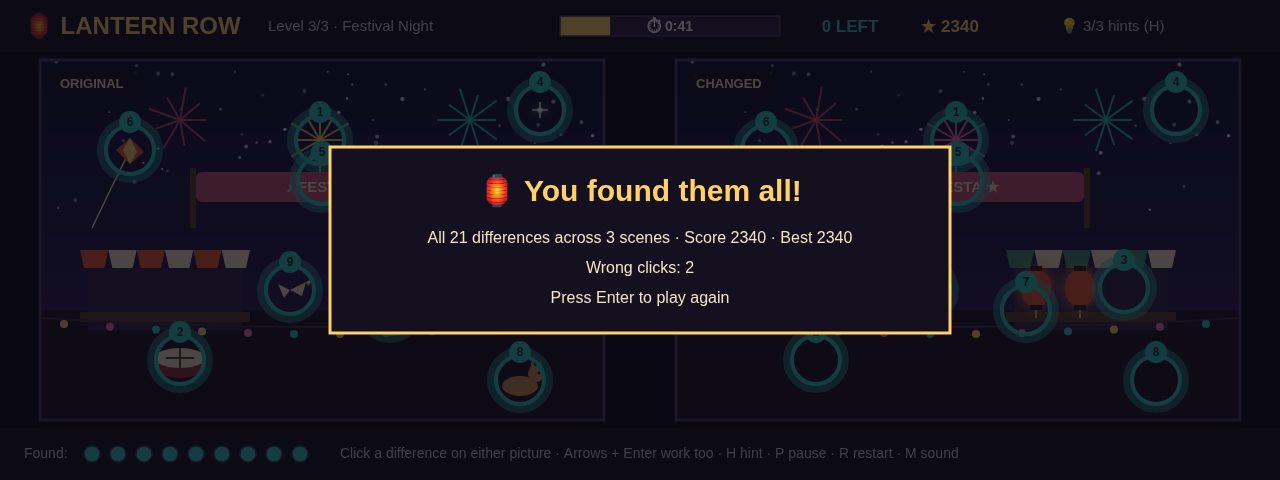 LANTERN ROW
Level 3/3 · Festival Night
0:41
0 LEFT
★ 2340
3/3 hints (H)
ORIGINAL
CHANGED
4
6
1
5
9
2
8
4
6
1
5
3
7
8
♪ FES
ESTA ★
You found them all!
All 21 differences across 3 scenes · Score 2340 · Best 2340
Wrong clicks: 2
Press Enter to play again
Found:
Click a difference on either picture · Arrows + Enter work too · H hint · P pause · R restart · M sound